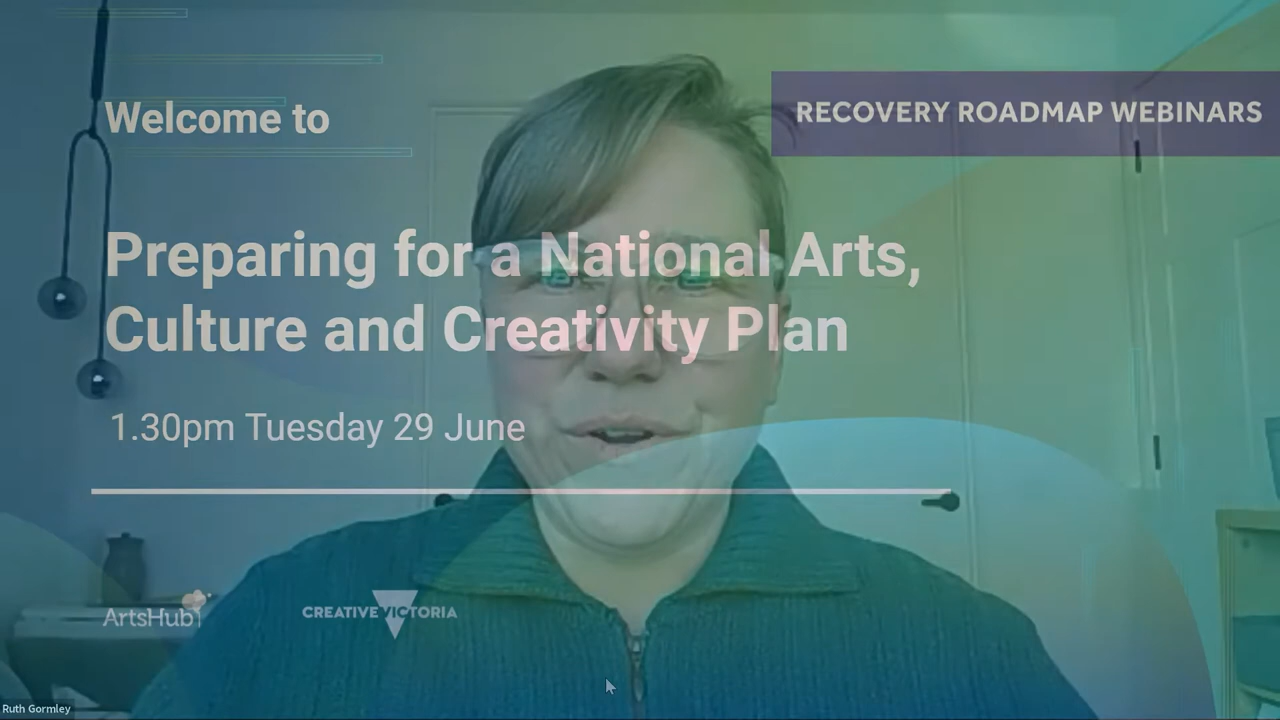 Welcome to
RECOVERY ROADMAP WEBINARS
Preparing for a National Arts,
Culture and Creativity Plan
1.30pm Tuesday 29 June
ArtsHub
CREATIVE VICTORIA
Ruth Gormley